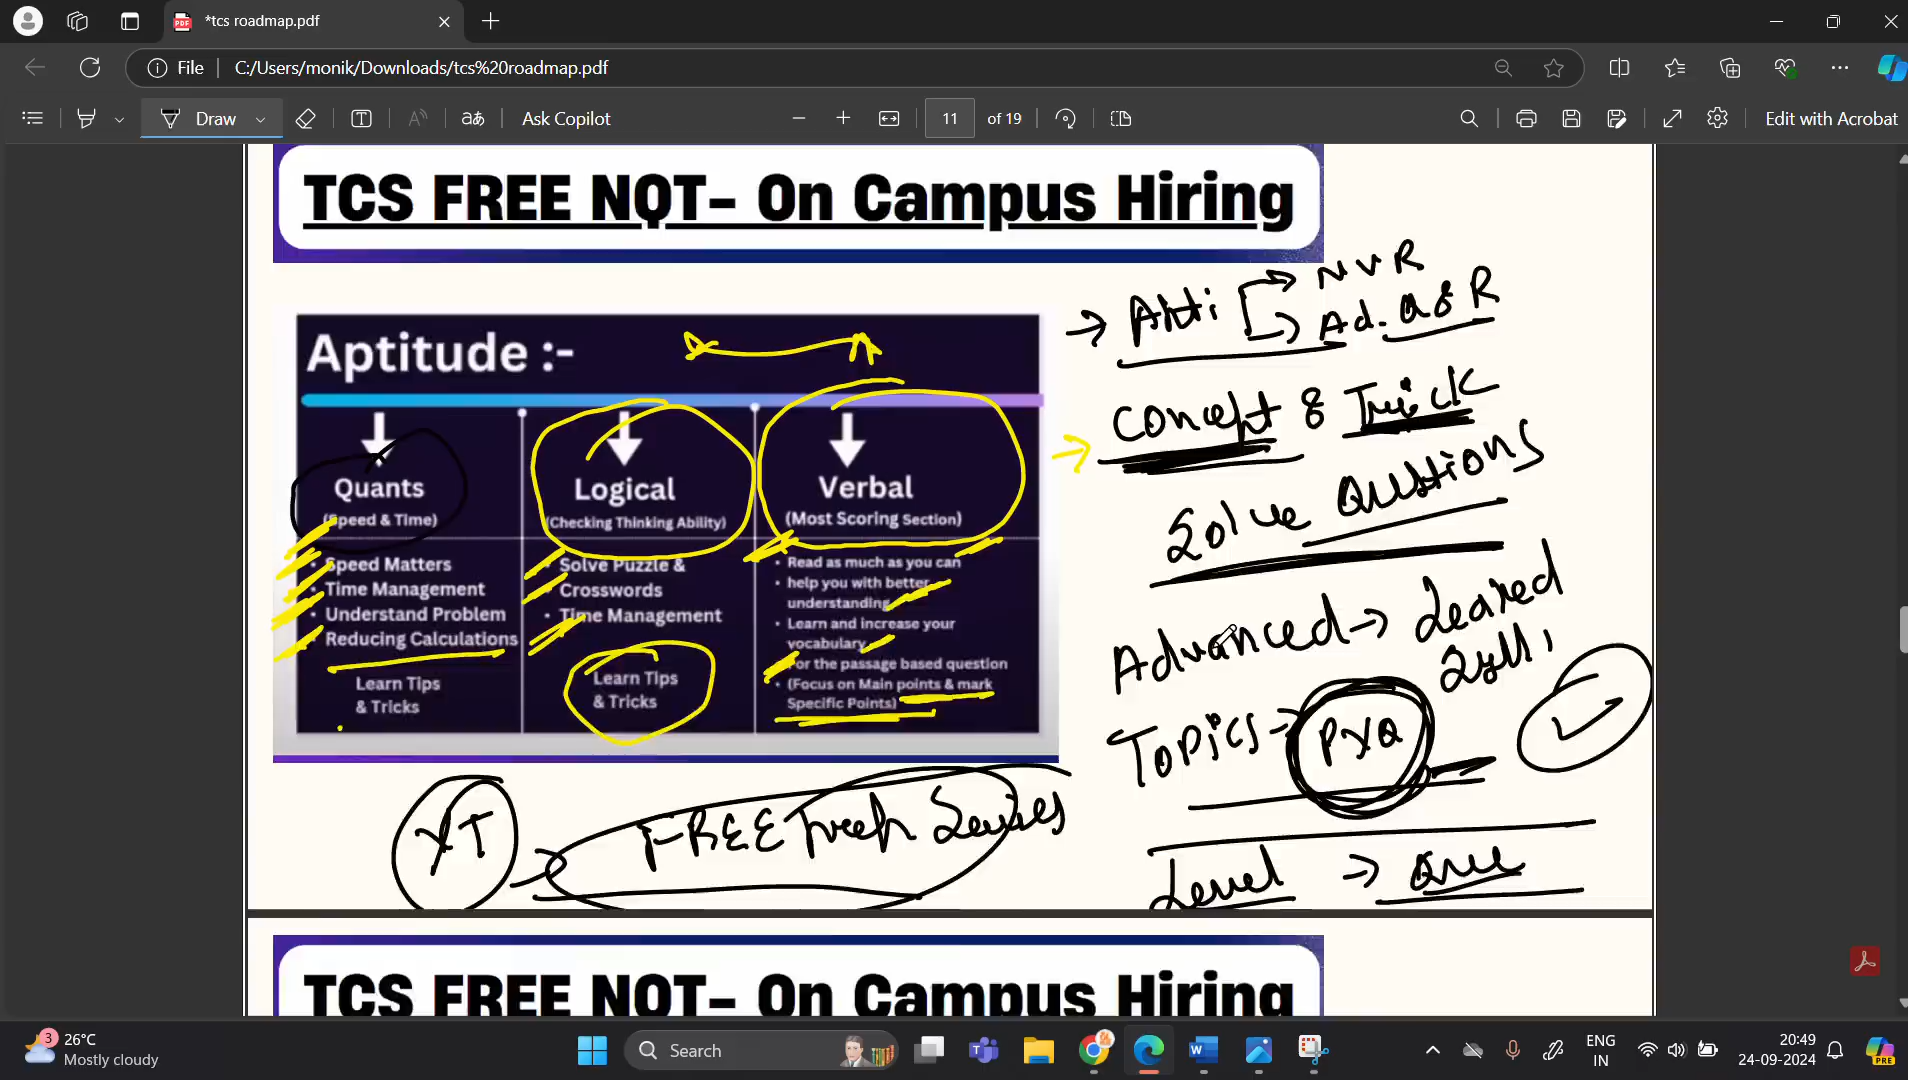 *tcs roadmap.pdf
File
C:/Users/monik/Downloads/tcs%20roadmap.pdf
Draw
Ask Copilot
11 of 19
Edit with Acrobat
TCS FREE NQT- On Campus Hiring
Aptitude :-
Quants
(Speed & Time)
Speed Matters
Time Management
Understand Problem
Reducing Calculations
Learn Tips
& Tricks
Logical
(Checking Thinking Ability)
Solve Puzzle &
Crosswords
Time Management
Learn Tips
& Tricks
Verbal
(Most Scoring Section)
Read as much as you can
help you with better
understanding
Learn and increase your
vocabulary
For the passage based question
(Focus on Main points & mark
Specific Points)
→ Apti → N V R
→ Ad. Q & R
→ Concept & Trick
Solve Questions
Advanced →
Topics → PYQ
Level →
YT → FREE Series
TCS FREE NQT- On Campus Hiring
3
26°C
Mostly cloudy
Search
ENG
IN
20:49
24-09-2024
PRE